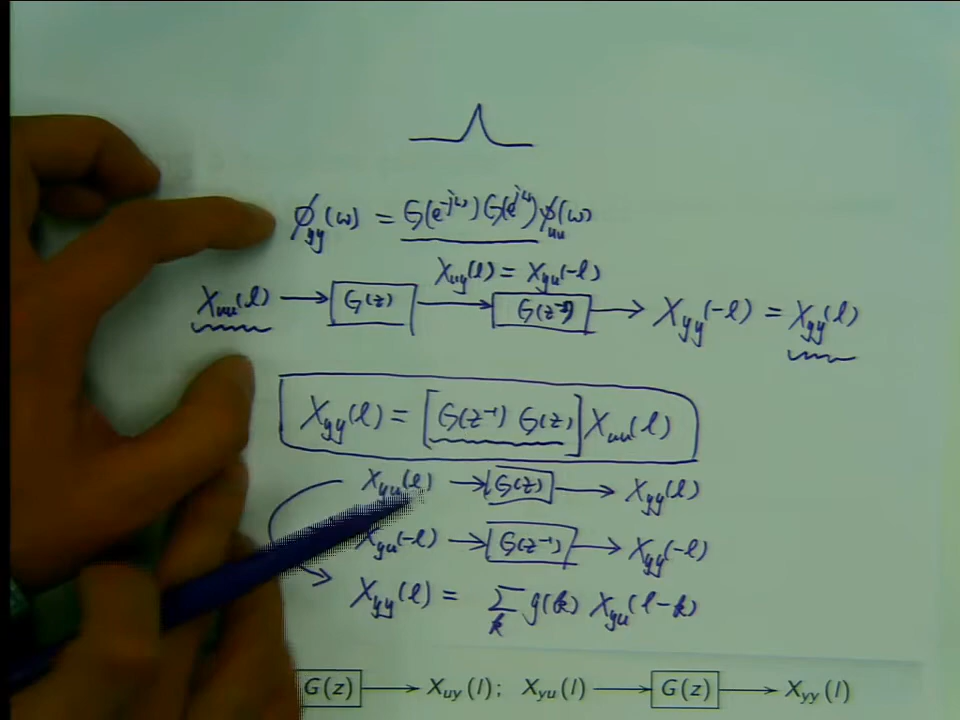 ϕyy(ω) = G(e^-jω) G(e^jω) ϕuu(ω)
Xuy(l) = Xyu(-l)
Xuu(l) → G(z) → G(z⁻¹) → Xyy(-l) = Xyy(l)
Xyy(l) = [G(z⁻¹) G(z)] Xuu(l)
Xyu(l) → G(z) → Xyy(l)
Xyu(-l) → G(z⁻¹) → Xyy(-l)
Xyy(l) = Σ_k g(k) Xyu(l-k)
G(z) → Xuy(l); Xyu(l) → G(z) → Xyy(l)